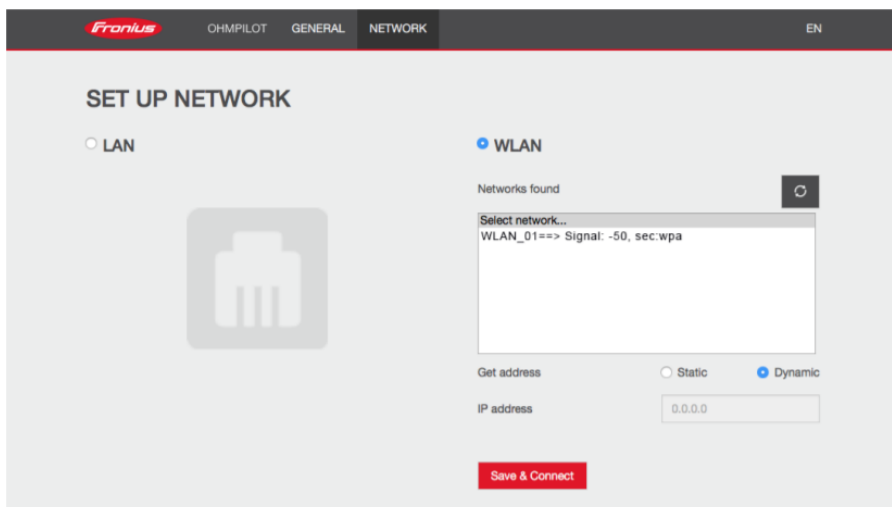 Fronius OHMPILOT GENERAL NETWORK EN
SET UP NETWORK
LAN
WLAN
Networks found
Select network...
WLAN_01==> Signal: -50, sec:wpa
Get address Static Dynamic
IP address 0.0.0.0
Save & Connect